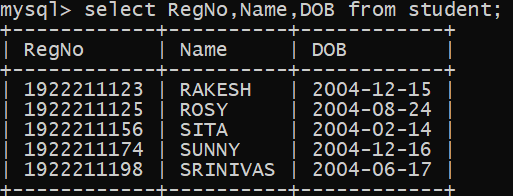 mysql> select RegNo,Name,DOB from student;
+------------+-----------+------------+
| RegNo      | Name      | DOB        |
+------------+-----------+------------+
| 1922211123 | RAKESH    | 2004-12-15 |
| 1922211125 | ROSY      | 2004-08-24 |
| 1922211156 | SITA      | 2004-02-14 |
| 1922211174 | SUNNY     | 2004-12-16 |
| 1922211198 | SRINIVAS  | 2004-06-17 |
+------------+-----------+------------+